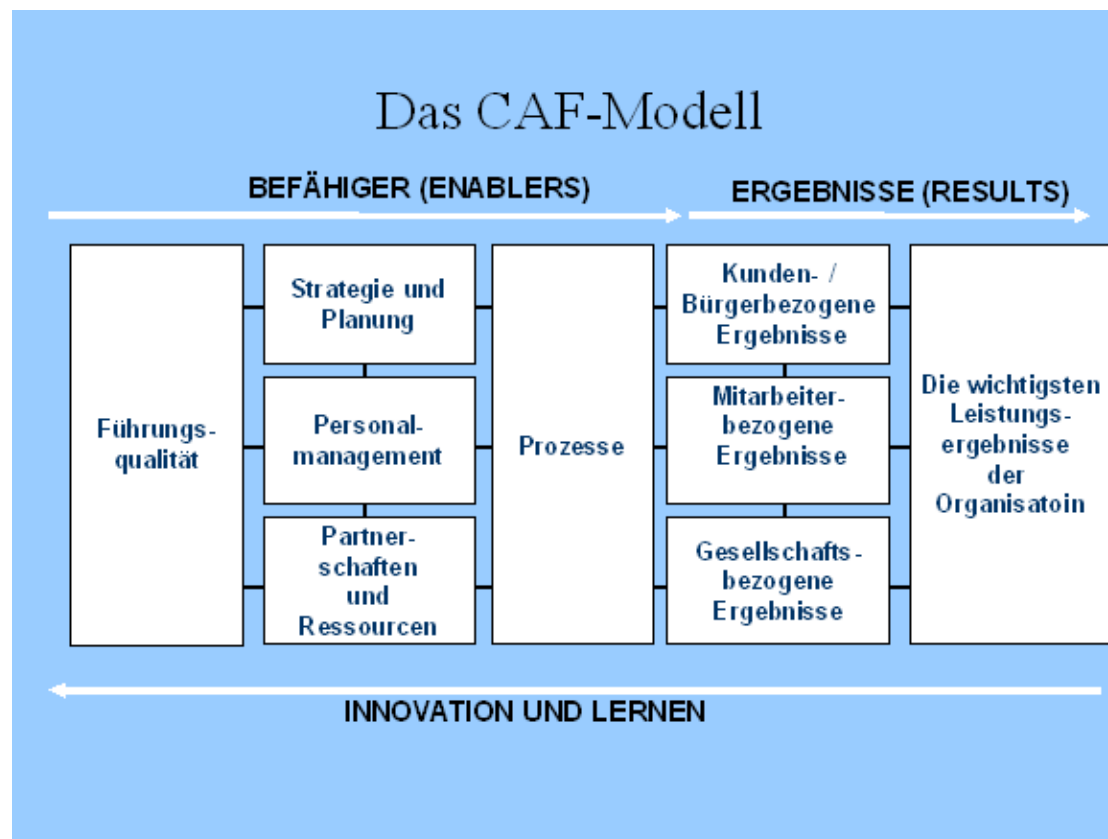 Das CAF-Modell
BEFÄHIGER (ENABLERS)
ERGEBNISSE (RESULTS)
Führungs-
qualität
Strategie und
Planung
Personal-
management
Partner-
schaften
und
Ressourcen
Prozesse
Kunden- /
Bürgerbezogene
Ergebnisse
Mitarbeiter-
bezogene
Ergebnisse
Gesellschafts-
bezogene
Ergebnisse
Die wichtigsten
Leistungs-
ergebnisse
der
Organisatoin
INNOVATION UND LERNEN